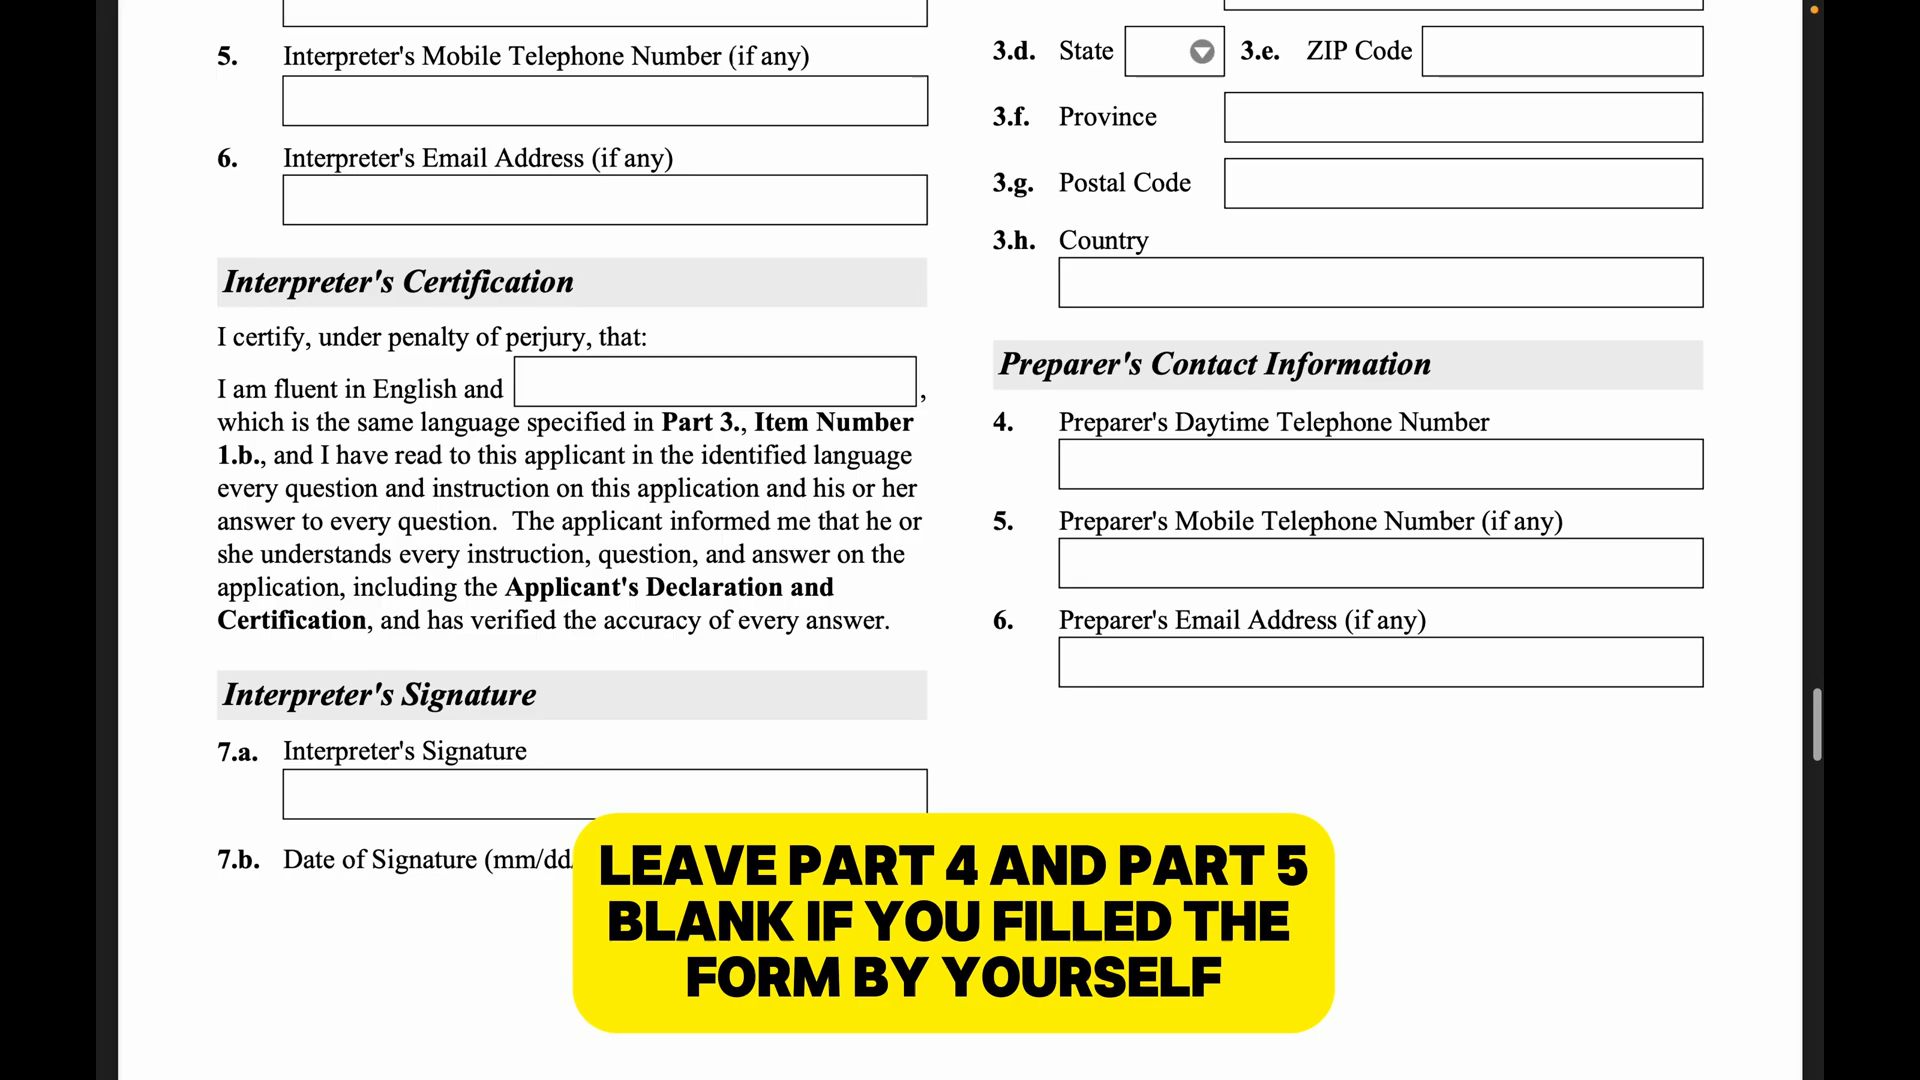 5. Interpreter's Mobile Telephone Number (if any)
6. Interpreter's Email Address (if any)
Interpreter's Certification
I certify, under penalty of perjury, that:
I am fluent in English and ,
which is the same language specified in Part 3., Item Number
1.b., and I have read to this applicant in the identified language
every question and instruction on this application and his or her
answer to every question. The applicant informed me that he or
she understands every instruction, question, and answer on the
application, including the Applicant's Declaration and
Certification, and has verified the accuracy of every answer.
Interpreter's Signature
7.a. Interpreter's Signature
7.b. Date of Signature (mm/dd/
3.d. State 3.e. ZIP Code
3.f. Province
3.g. Postal Code
3.h. Country
Preparer's Contact Information
4. Preparer's Daytime Telephone Number
5. Preparer's Mobile Telephone Number (if any)
6. Preparer's Email Address (if any)
LEAVE PART 4 AND PART 5
BLANK IF YOU FILLED THE
FORM BY YOURSELF